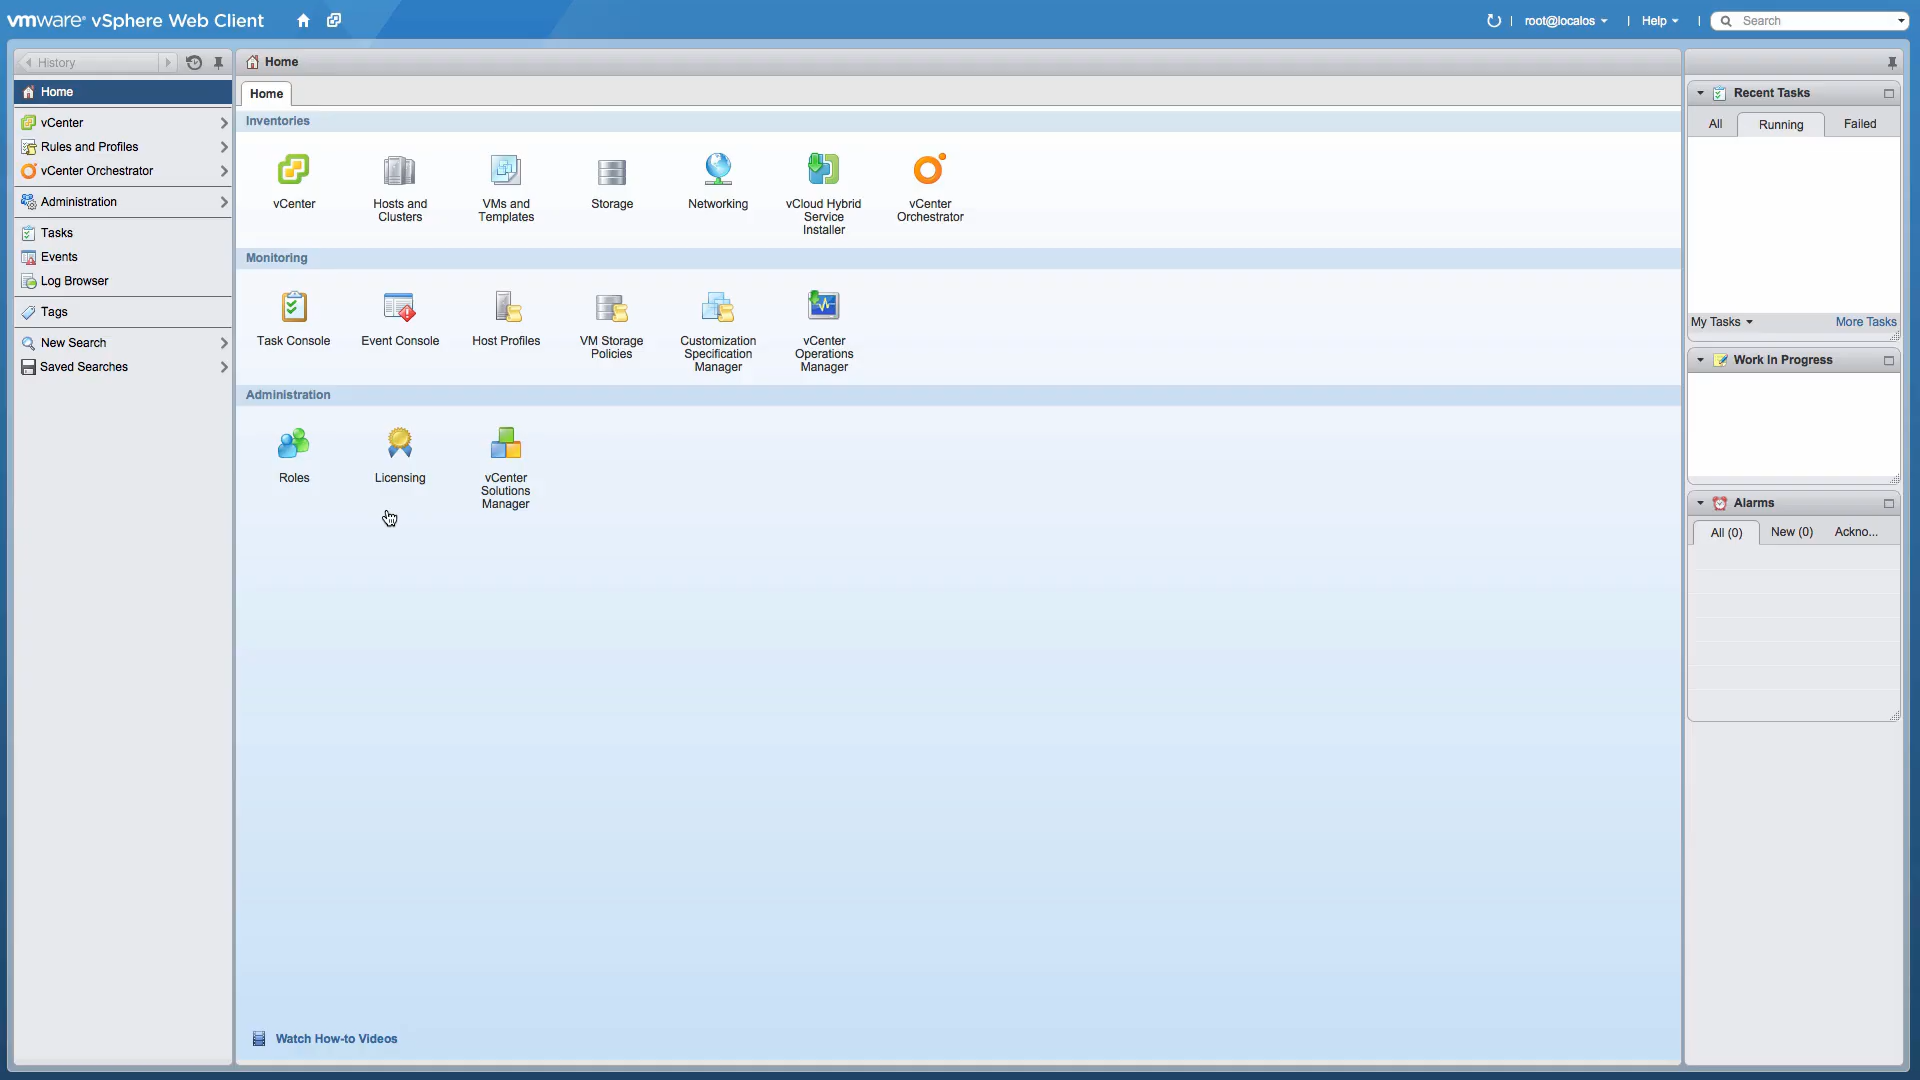 vmware® vSphere Web Client
root@localos
Help
Search
History
Home
vCenter
Rules and Profiles
vCenter Orchestrator
Administration
Tasks
Events
Log Browser
Tags
New Search
Saved Searches
Home
Home
Inventories
vCenter
Hosts and
Clusters
VMs and
Templates
Storage
Networking
vCloud Hybrid
Service
Installer
vCenter
Orchestrator
Monitoring
Task Console
Event Console
Host Profiles
VM Storage
Policies
Customization
Specification
Manager
vCenter
Operations
Manager
Administration
Roles
Licensing
vCenter
Solutions
Manager
Watch How-to Videos
Recent Tasks
All
Running
Failed
My Tasks
More Tasks
Work In Progress
Alarms
All (0)
New (0)
Ackno...